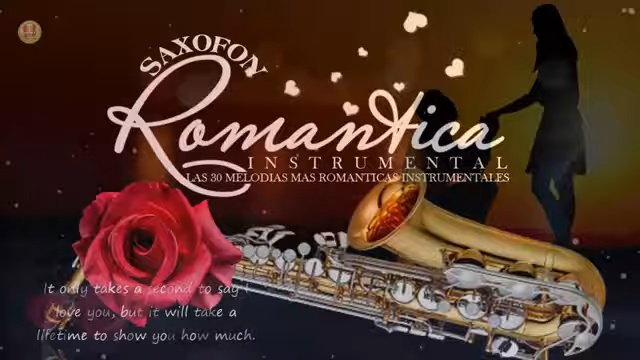 SAXOFON
Romantica
INSTRUMENTAL
LAS 30 MELODIAS MAS ROMANTICAS INSTRUMENTALES
It only takes a second to say I
love you, but it will take a
lifetime to show you how much.